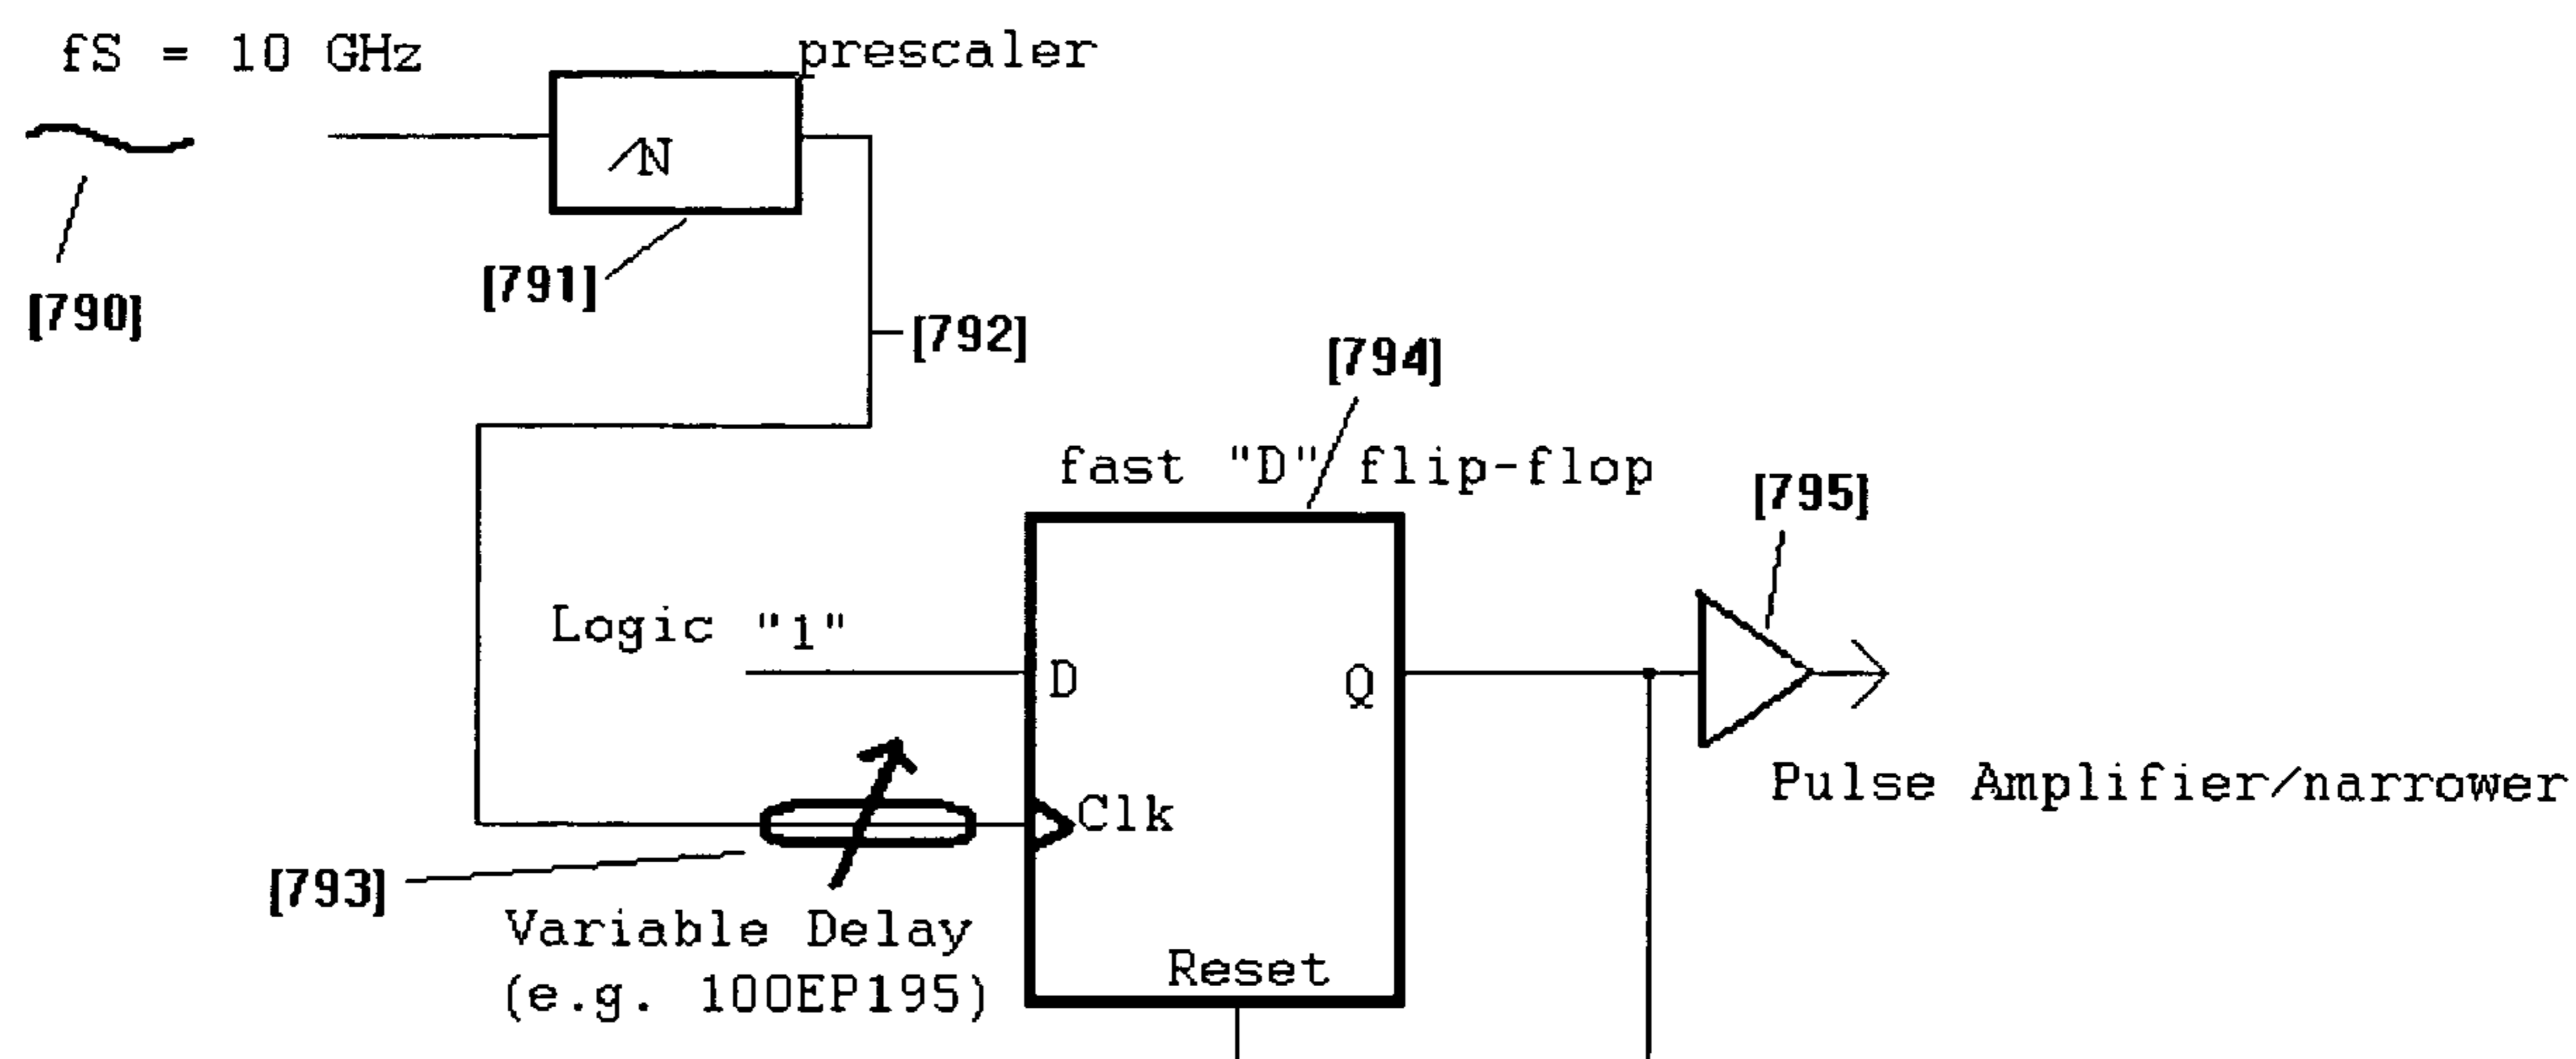 fS = 10 GHz
prescaler
/N
[790]
[791]
[792]
[794]
fast "D" flip-flop
[795]
Logic "1"
D
Q
Clk
Pulse Amplifier/narrower
[793]
Variable Delay
(e.g. 100EP195)
Reset